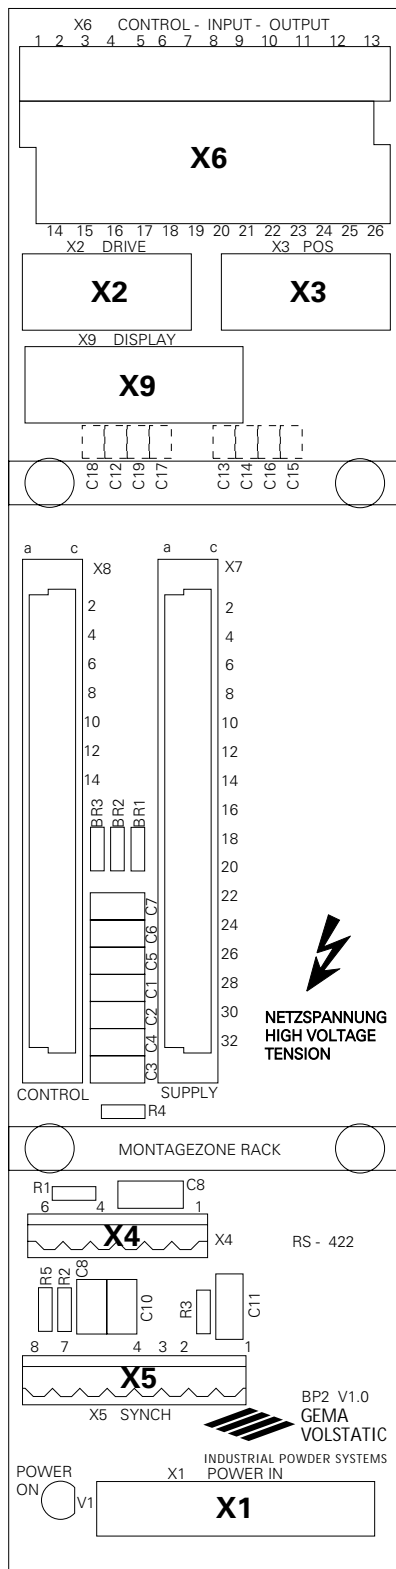 X6 CONTROL - INPUT - OUTPUT
1 2 3 4 5 6 7 8 9 10 11 12 13
X6
14 15 16 17 18 19 20 21 22 23 24 25 26
X2 DRIVE X3 POS
X2 X3
X9 DISPLAY
X9
C18 C12 C19 C17 C13 C14 C16 C15
a c X8 a c X7
2 2
4 4
6 6
8 8
10 10
12 12
14 14
16
BR3 BR2 BR1 18
20
22
C7
24
C6
C5 26
C1 28
C2 30
C4 32
C3
NETZSPANNUNG
HIGH VOLTAGE
TENSION
CONTROL SUPPLY
R4
MONTAGEZONE RACK
R1 C8
6 4 1
X4 X4 RS - 422
R5 R2 C8 C10 R3 C11
8 7 4 3 2 1
X5
X5 SYNCH
BP2 V1.0
GEMA
VOLSTATIC
INDUSTRIAL POWDER SYSTEMS
POWER
ON
X1 POWER IN
V1
X1